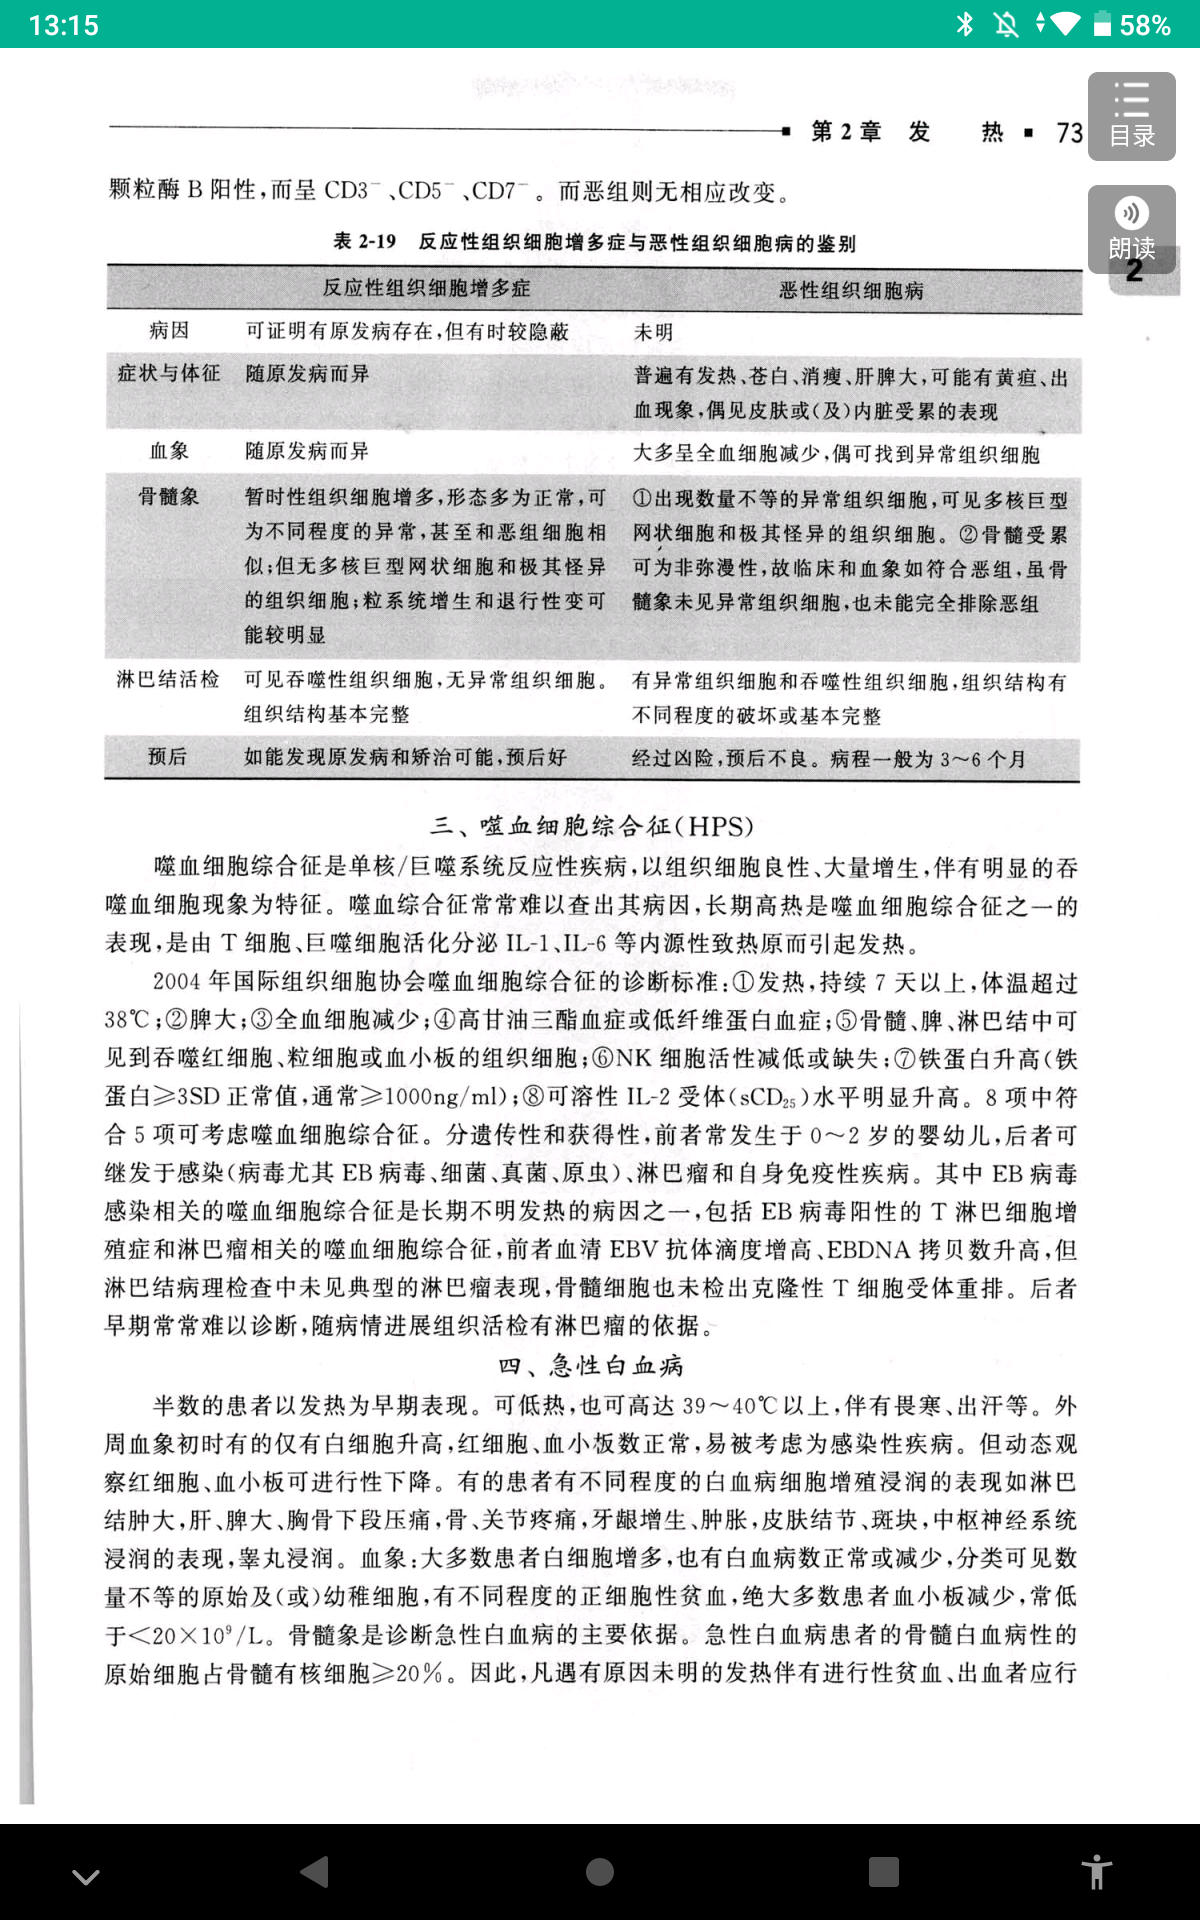 13:15
58%
目录
第2章 发 热 ▪ 73
朗读
2
颗粒酶 B 阳性,而呈 CD3⁻、CD5⁻、CD7⁻。而恶组则无相应改变。
表 2-19 反应性组织细胞增多症与恶性组织细胞病的鉴别
反应性组织细胞增多症 恶性组织细胞病
病因 可证明有原发病存在,但有时较隐蔽 未明
症状与体征 随原发病而异 普遍有发热、苍白、消瘦、肝脾大,可能有黄疸、出
血现象,偶见皮肤或(及)内脏受累的表现
血象 随原发病而异 大多呈全血细胞减少,偶可找到异常组织细胞
骨髓象 暂时性组织细胞增多,形态多为正常,可 ①出现数量不等的异常组织细胞,可见多核巨型
为不同程度的异常,甚至和恶组细胞相 网状细胞和极其怪异的组织细胞。②骨髓受累
似;但无多核巨型网状细胞和极其怪异 可为非弥漫性,故临床和血象如符合恶组,虽骨
的组织细胞;粒系统增生和退行性变可 髓象未见异常组织细胞,也未能完全排除恶组
能较明显
淋巴结活检 可见吞噬性组织细胞,无异常组织细胞。 有异常组织细胞和吞噬性组织细胞,组织结构有
组织结构基本完整 不同程度的破坏或基本完整
预后 如能发现原发病和矫治可能,预后好 经过凶险,预后不良。病程一般为 3～6 个月
三、噬血细胞综合征(HPS)
噬血细胞综合征是单核/巨噬系统反应性疾病,以组织细胞良性、大量增生,伴有明显的吞
噬血细胞现象为特征。噬血综合征常常难以查出其病因,长期高热是噬血细胞综合征之一的
表现,是由 T 细胞、巨噬细胞活化分泌 IL-1、IL-6 等内源性致热原而引起发热。
2004 年国际组织细胞协会噬血细胞综合征的诊断标准:①发热,持续 7 天以上,体温超过
38℃;②脾大;③全血细胞减少;④高甘油三酯血症或低纤维蛋白血症;⑤骨髓、脾、淋巴结中可
见到吞噬红细胞、粒细胞或血小板的组织细胞;⑥NK 细胞活性减低或缺失;⑦铁蛋白升高(铁
蛋白≥3SD 正常值,通常≥1000ng/ml);⑧可溶性 IL-2 受体(sCD₂₅)水平明显升高。8 项中符
合 5 项可考虑噬血细胞综合征。分遗传性和获得性,前者常发生于 0～2 岁的婴幼儿,后者可
继发于感染(病毒尤其 EB 病毒、细菌、真菌、原虫)、淋巴瘤和自身免疫性疾病。其中 EB 病毒
感染相关的噬血细胞综合征是长期不明发热的病因之一,包括 EB 病毒阳性的 T 淋巴细胞增
殖症和淋巴瘤相关的噬血细胞综合征,前者血清 EBV 抗体滴度增高、EBDNA 拷贝数升高,但
淋巴结病理检查中未见典型的淋巴瘤表现,骨髓细胞也未检出克隆性 T 细胞受体重排。后者
早期常常难以诊断,随病情进展组织活检有淋巴瘤的依据。
四、急性白血病
半数的患者以发热为早期表现。可低热,也可高达 39～40℃以上,伴有畏寒、出汗等。外
周血象初时有的仅有白细胞升高,红细胞、血小板数正常,易被考虑为感染性疾病。但动态观
察红细胞、血小板可进行性下降。有的患者有不同程度的白血病细胞增殖浸润的表现如淋巴
结肿大,肝、脾大、胸骨下段压痛,骨、关节疼痛,牙龈增生、肿胀,皮肤结节、斑块,中枢神经系统
浸润的表现,睾丸浸润。血象:大多数患者白细胞增多,也有白血病数正常或减少,分类可见数
量不等的原始及(或)幼稚细胞,有不同程度的正细胞性贫血,绝大多数患者血小板减少,常低
于<20×10⁹/L。骨髓象是诊断急性白血病的主要依据。急性白血病患者的骨髓白血病性的
原始细胞占骨髓有核细胞≥20%。因此,凡遇有原因未明的发热伴有进行性贫血、出血者应行